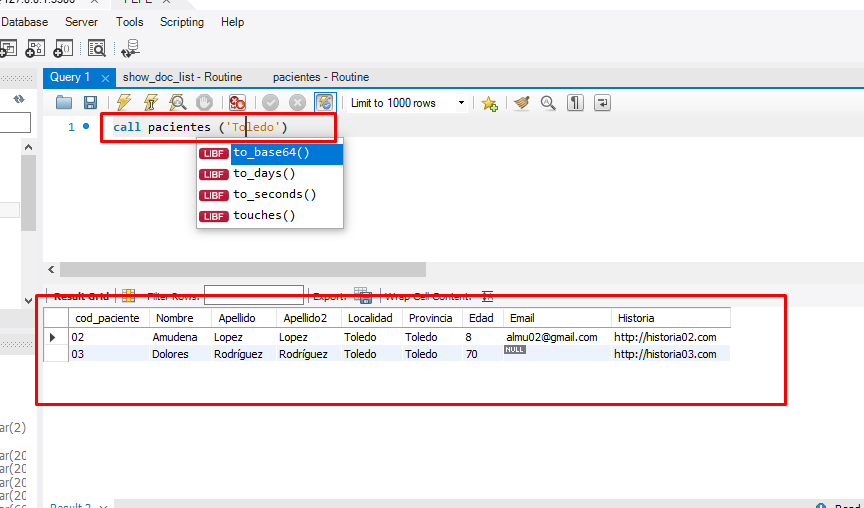 Database Server Tools Scripting Help
Query 1 show_doc_list - Routine pacientes - Routine
Limit to 1000 rows
1 call pacientes ('Toledo')
LIBF to_base64()
LIBF to_days()
LIBF to_seconds()
LIBF touches()
Result Grid Filter Rows: Export: Wrap Cell Content:
cod_paciente Nombre Apellido Apellido2 Localidad Provincia Edad Email Historia
02 Amudena Lopez Lopez Toledo Toledo 8 almu02@gmail.com http://historia02.com
03 Dolores Rodríguez Rodríguez Toledo Toledo 70 NULL http://historia03.com
ar(2)
ar(20
ar(20
ar(20
ar(20